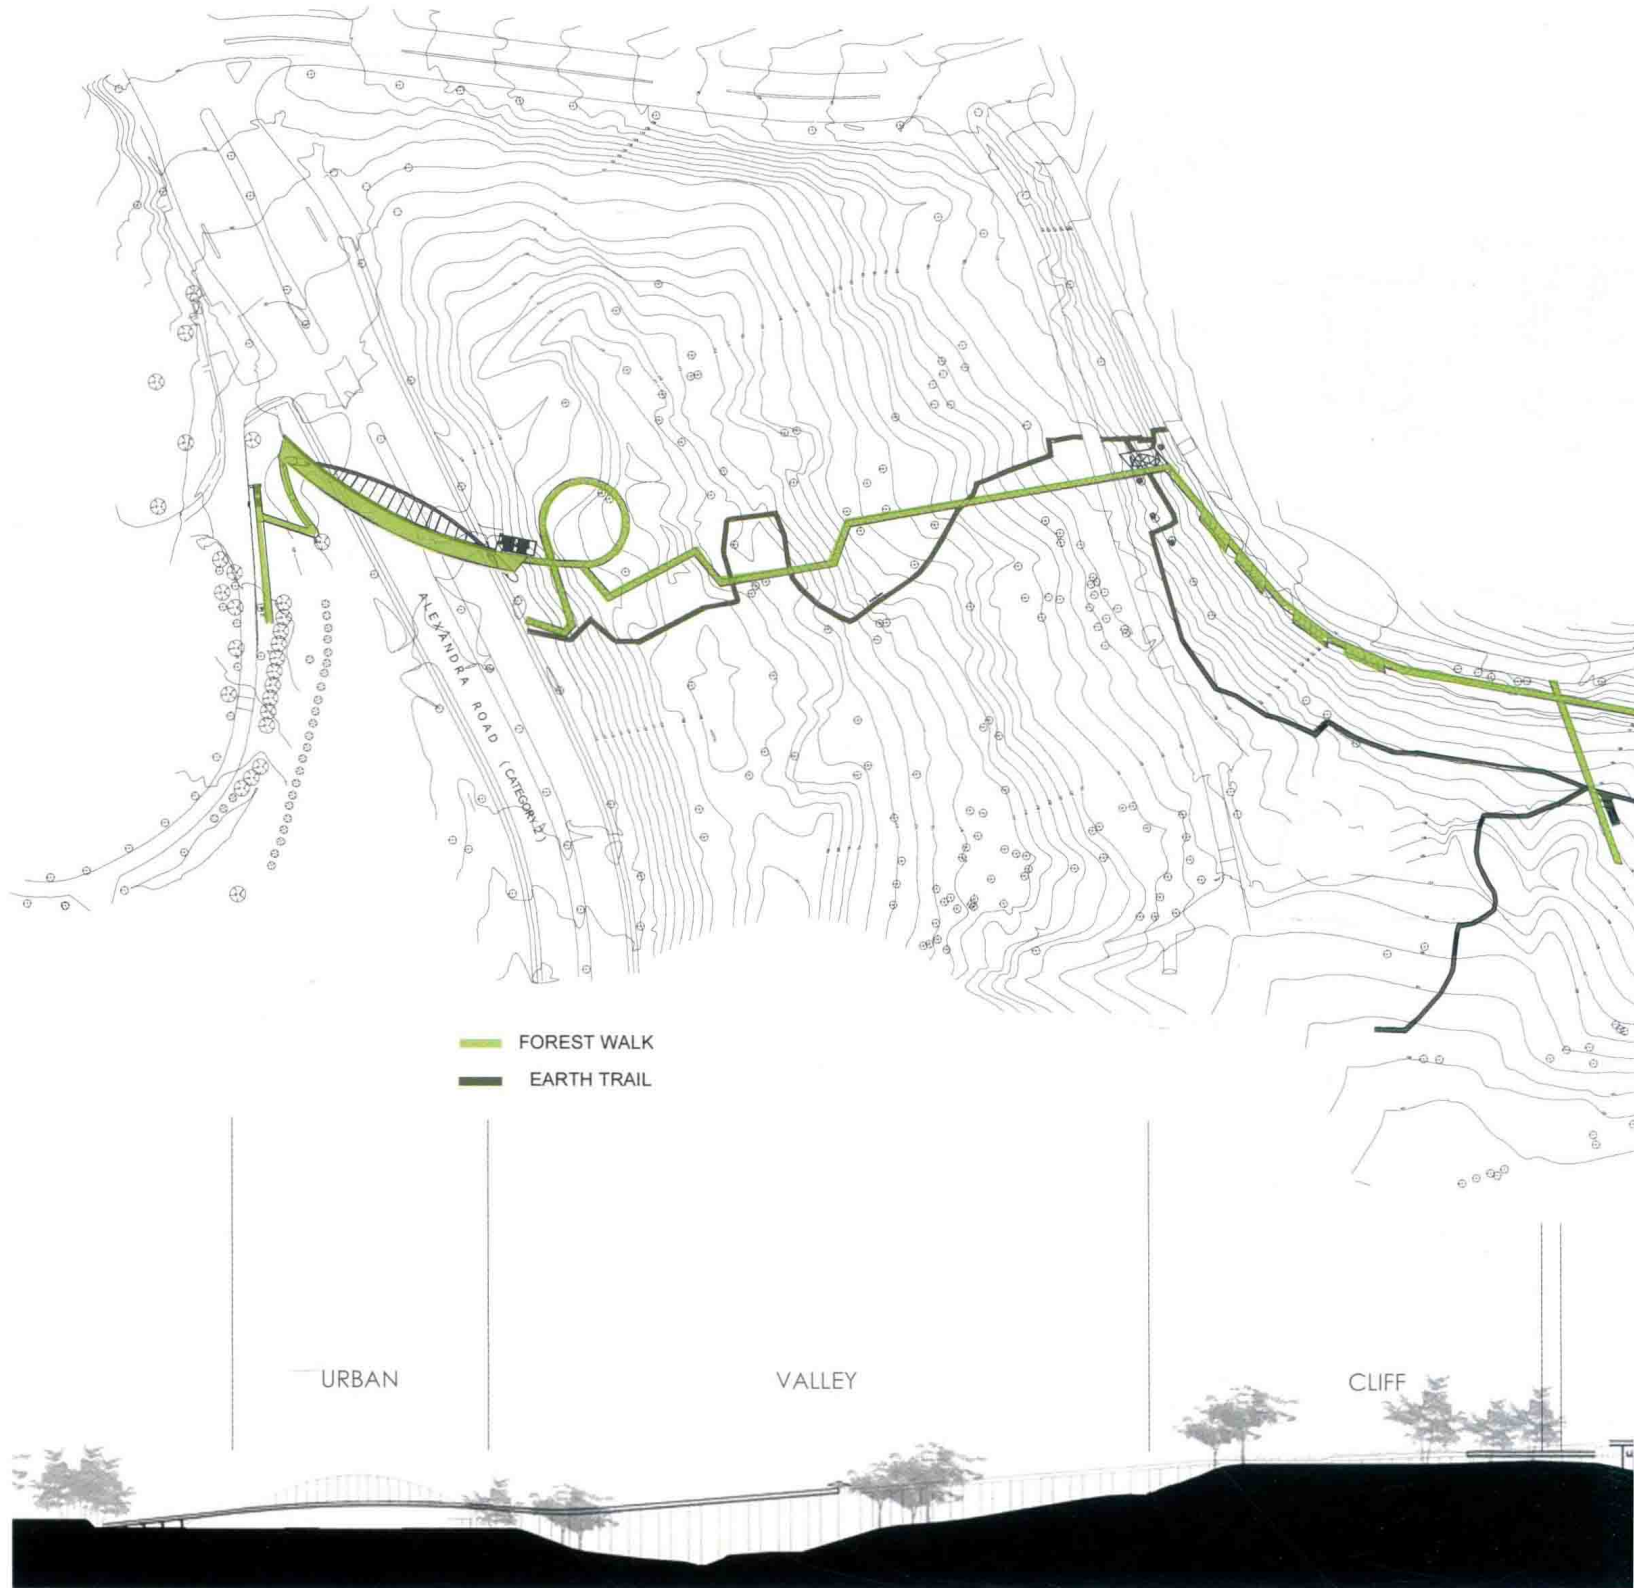 ALEXANDRA ROAD (CATEGORY 2)
FOREST WALK
EARTH TRAIL
URBAN
VALLEY
CLIFF